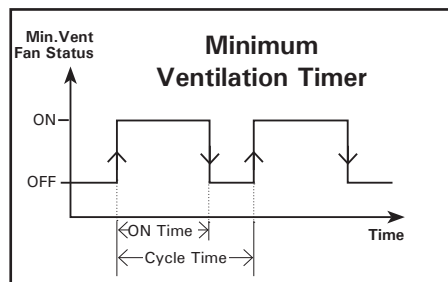 Min.Vent
Fan Status
Minimum
Ventilation Timer
ON
OFF
ON Time
Time
Cycle Time